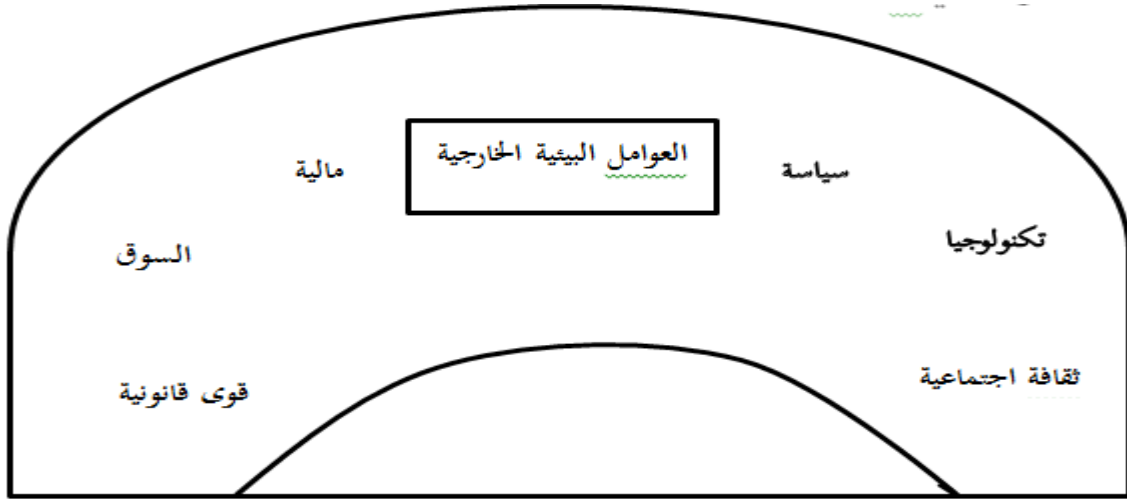 العوامل البيئية الخارجية
سياسة
مالية
تكنولوجيا
السوق
ثقافة اجتماعية
قوى قانونية